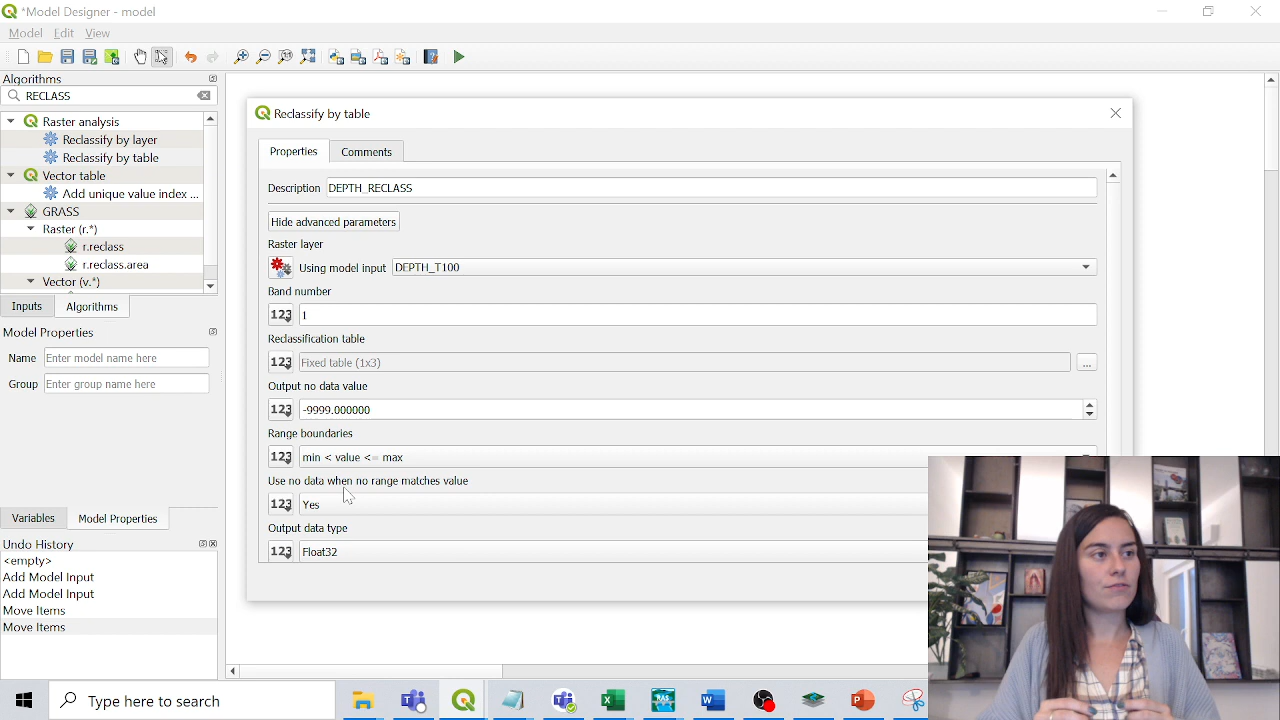 *Model Designer - model
Model Edit View
Algorithms
RECLASS
Raster analysis
Reclassify by layer
Reclassify by table
Vector table
Add unique value index ...
GRASS
Raster (r.*)
r.reclass
r.reclass.area
Vector (v.*)
Inputs Algorithms
Model Properties
Name Enter model name here
Group Enter group name here
Variables Model Properties
Undo History
<empty>
Add Model Input
Add Model Input
Move Items
Move Items
Reclassify by table
Properties Comments
Description DEPTH_RECLASS
Hide advanced parameters
Raster layer
Using model input DEPTH_T100
Band number
123 1
Reclassification table
123 Fixed table (1x3) ...
Output no data value
123 -9999.000000
Range boundaries
123 min < value <= max
Use no data when no range matches value
123 Yes
Output data type
123 Float32
Type here to search